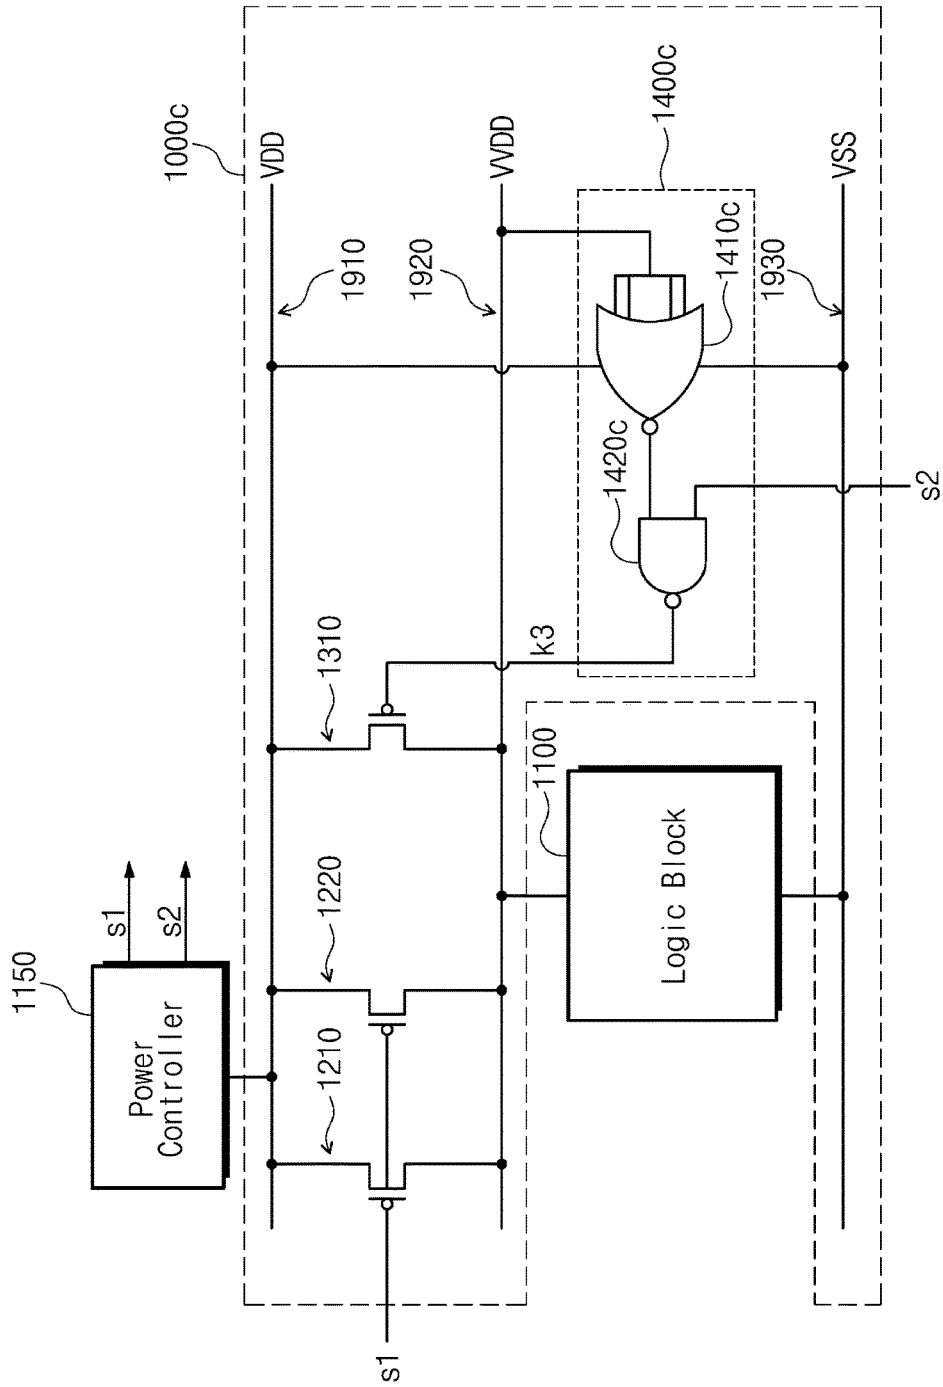 1150
Power
Controller
s1
s2
1000c
VDD
1910
1210
1220
1310
VVDD
1920
s1
k3
1400c
1420c
1410c
1100
Logic Block
VSS
1930
s2